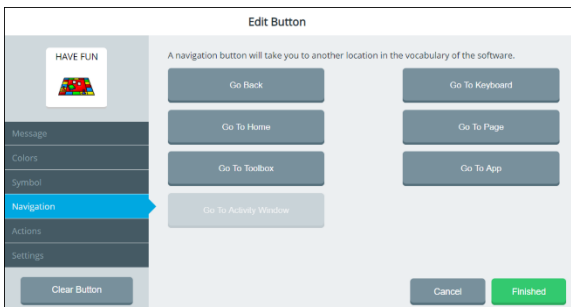 Edit Button
HAVE FUN
A navigation button will take you to another location in the vocabulary of the software.
Go Back
Go To Keyboard
Go To Home
Go To Page
Go To Toolbox
Go To App
Go To Activity Window
Message
Colors
Symbol
Navigation
Actions
Settings
Clear Button
Cancel
Finished